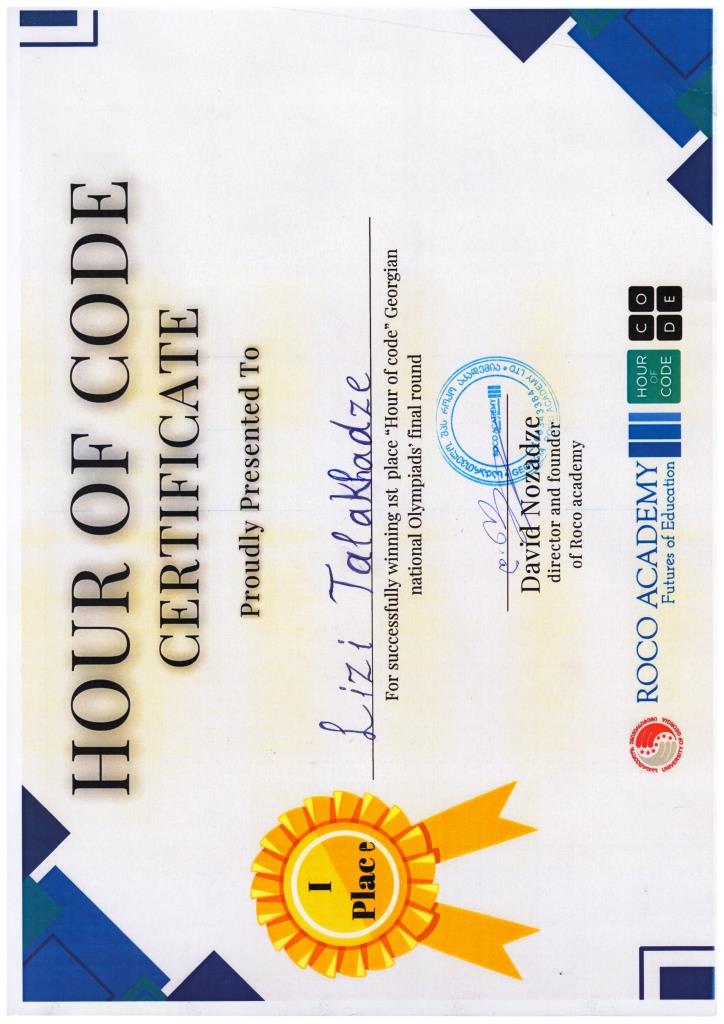 HOUR OF CODE
CERTIFICATE
Proudly Presented To
Lizi Talakhadze
For successfully winning 1st place “Hour of code” Georgian
national Olympiads’ final round
I
Place
ROCO ACADEMY
David Nozadze
director and founder
of Roco academy
ROCO ACADEMY
Futures of Education
HOUR
OF
CODE
C O
D E